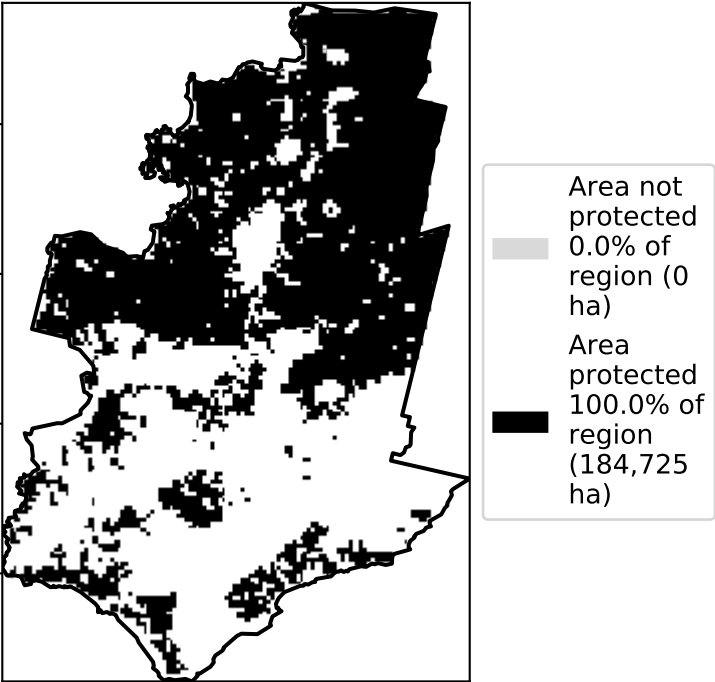 Area not
protected
0.0% of
region (0
ha)
Area
protected
100.0% of
region
(184,725
ha)